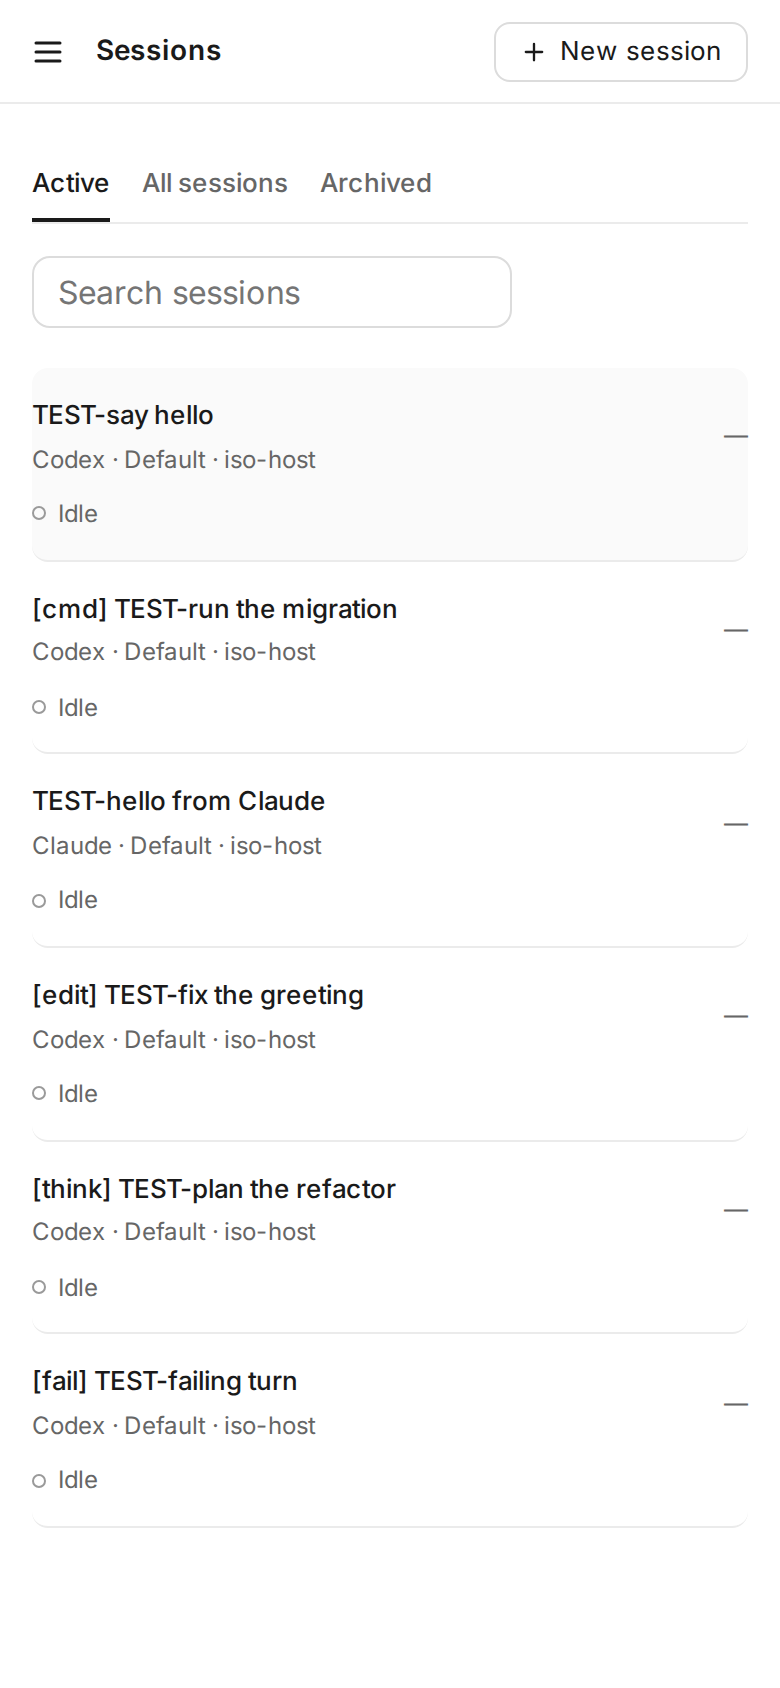 Sessions
+ New session
Active All sessions Archived
Search sessions
TEST-say hello
—
Codex · Default · iso-host
Idle
[cmd] TEST-run the migration
—
Codex · Default · iso-host
Idle
TEST-hello from Claude
—
Claude · Default · iso-host
Idle
[edit] TEST-fix the greeting
—
Codex · Default · iso-host
Idle
[think] TEST-plan the refactor
—
Codex · Default · iso-host
Idle
[fail] TEST-failing turn
—
Codex · Default · iso-host
Idle